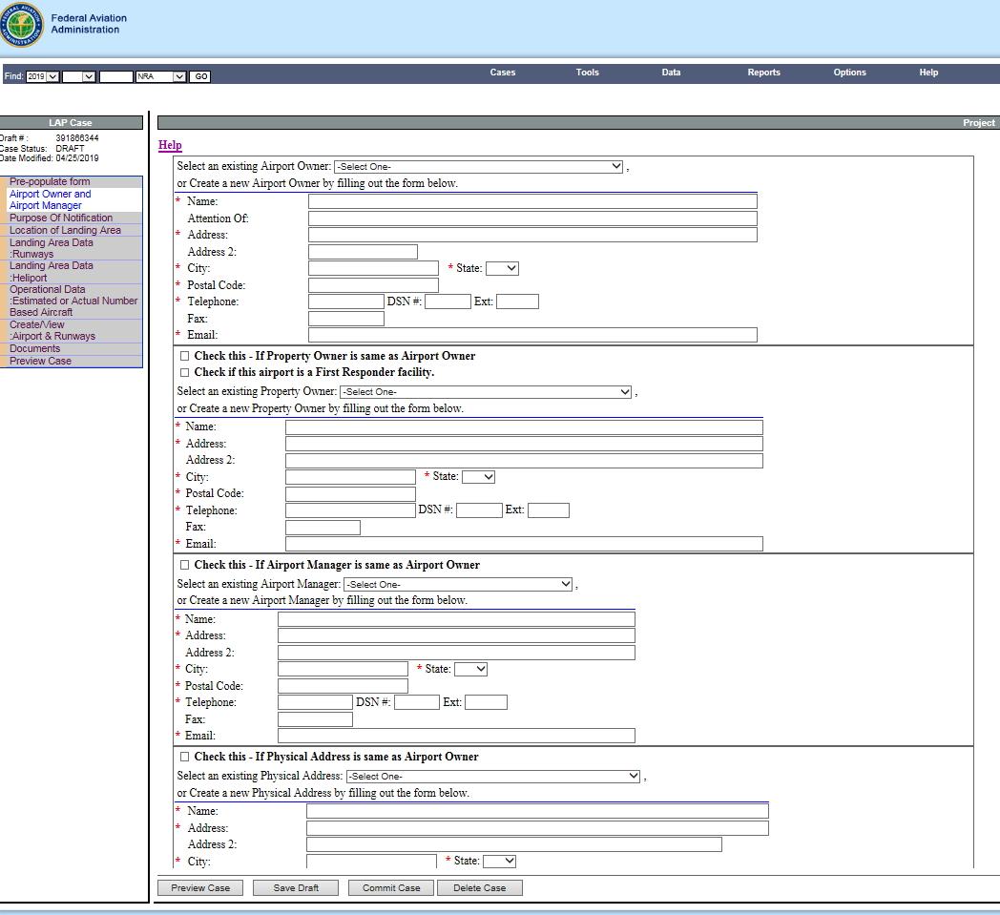 Federal Aviation
Administration
Find: 2019 NRA GO Cases Tools Data Reports Options Help
LAP Case
Draft # : 391866344
Case Status: DRAFT
Date Modified: 04/25/2019
Pre-populate form
Airport Owner and
Airport Manager
Purpose Of Notification
Location of Landing Area
Landing Area Data
:Runways
Landing Area Data
:Heliport
Operational Data
:Estimated or Actual Number
Based Aircraft
Create/View
:Airport & Runways
Documents
Preview Case
Project
Help
Select an existing Airport Owner: -Select One- ,
or Create a new Airport Owner by filling out the form below.
* Name:
Attention Of:
* Address:
Address 2:
* City: * State:
* Postal Code:
* Telephone: DSN #: Ext:
Fax:
* Email:
Check this - If Property Owner is same as Airport Owner
Check if this airport is a First Responder facility.
Select an existing Property Owner: -Select One- ,
or Create a new Property Owner by filling out the form below.
* Name:
* Address:
Address 2:
* City: * State:
* Postal Code:
* Telephone: DSN #: Ext:
Fax:
* Email:
Check this - If Airport Manager is same as Airport Owner
Select an existing Airport Manager: -Select One- ,
or Create a new Airport Manager by filling out the form below.
* Name:
* Address:
Address 2:
* City: * State:
* Postal Code:
* Telephone: DSN #: Ext:
Fax:
* Email:
Check this - If Physical Address is same as Airport Owner
Select an existing Physical Address: -Select One- ,
or Create a new Physical Address by filling out the form below.
* Name:
* Address:
Address 2:
* City: * State:
Preview Case Save Draft Commit Case Delete Case